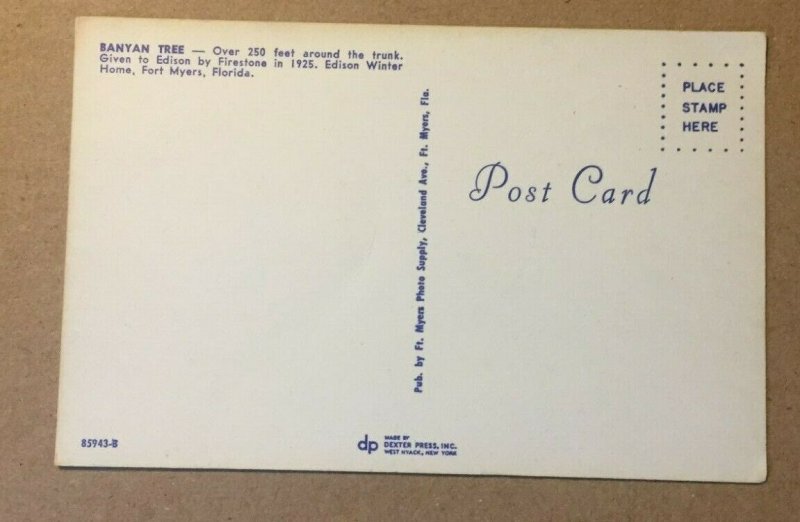 BANYAN TREE — Over 250 feet around the trunk.
Given to Edison by Firestone in 1925. Edison Winter
Home, Fort Myers, Florida.
PLACE
STAMP
HERE
Post Card
Pub. by Ft. Myers Photo Supply, Cleveland Ave., Ft. Myers, Fla.
85943-B
dp
MADE BY
DEXTER PRESS, INC.
WEST NYACK, NEW YORK